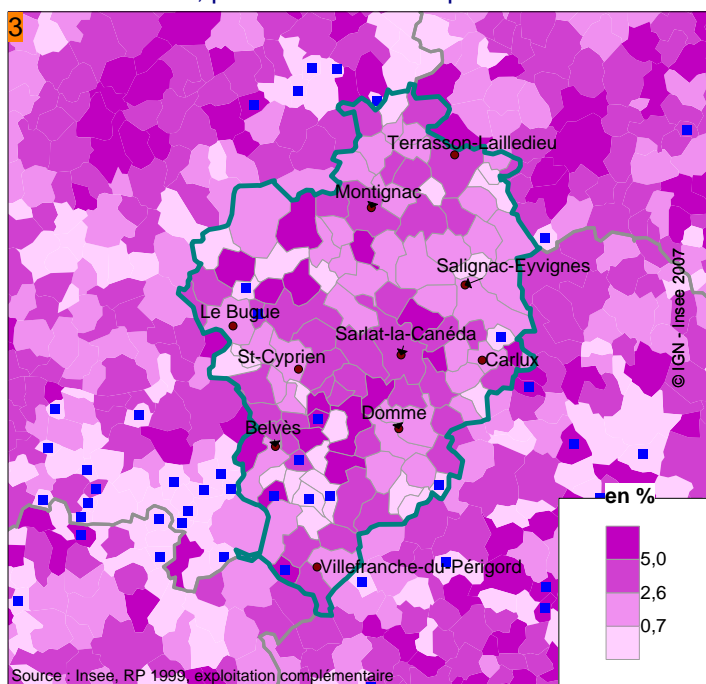 3
Terrasson-Lailledieu
Montignac
Salignac-Eyvignes
Le Bugue
Sarlat-la-Canéda
St-Cyprien
Carlux
Domme
Belvès
Villefranche-du-Périgord
© IGN - Insee 2007
en %
5,0
2,6
0,7
Source : Insee, RP 1999, exploitation complémentaire